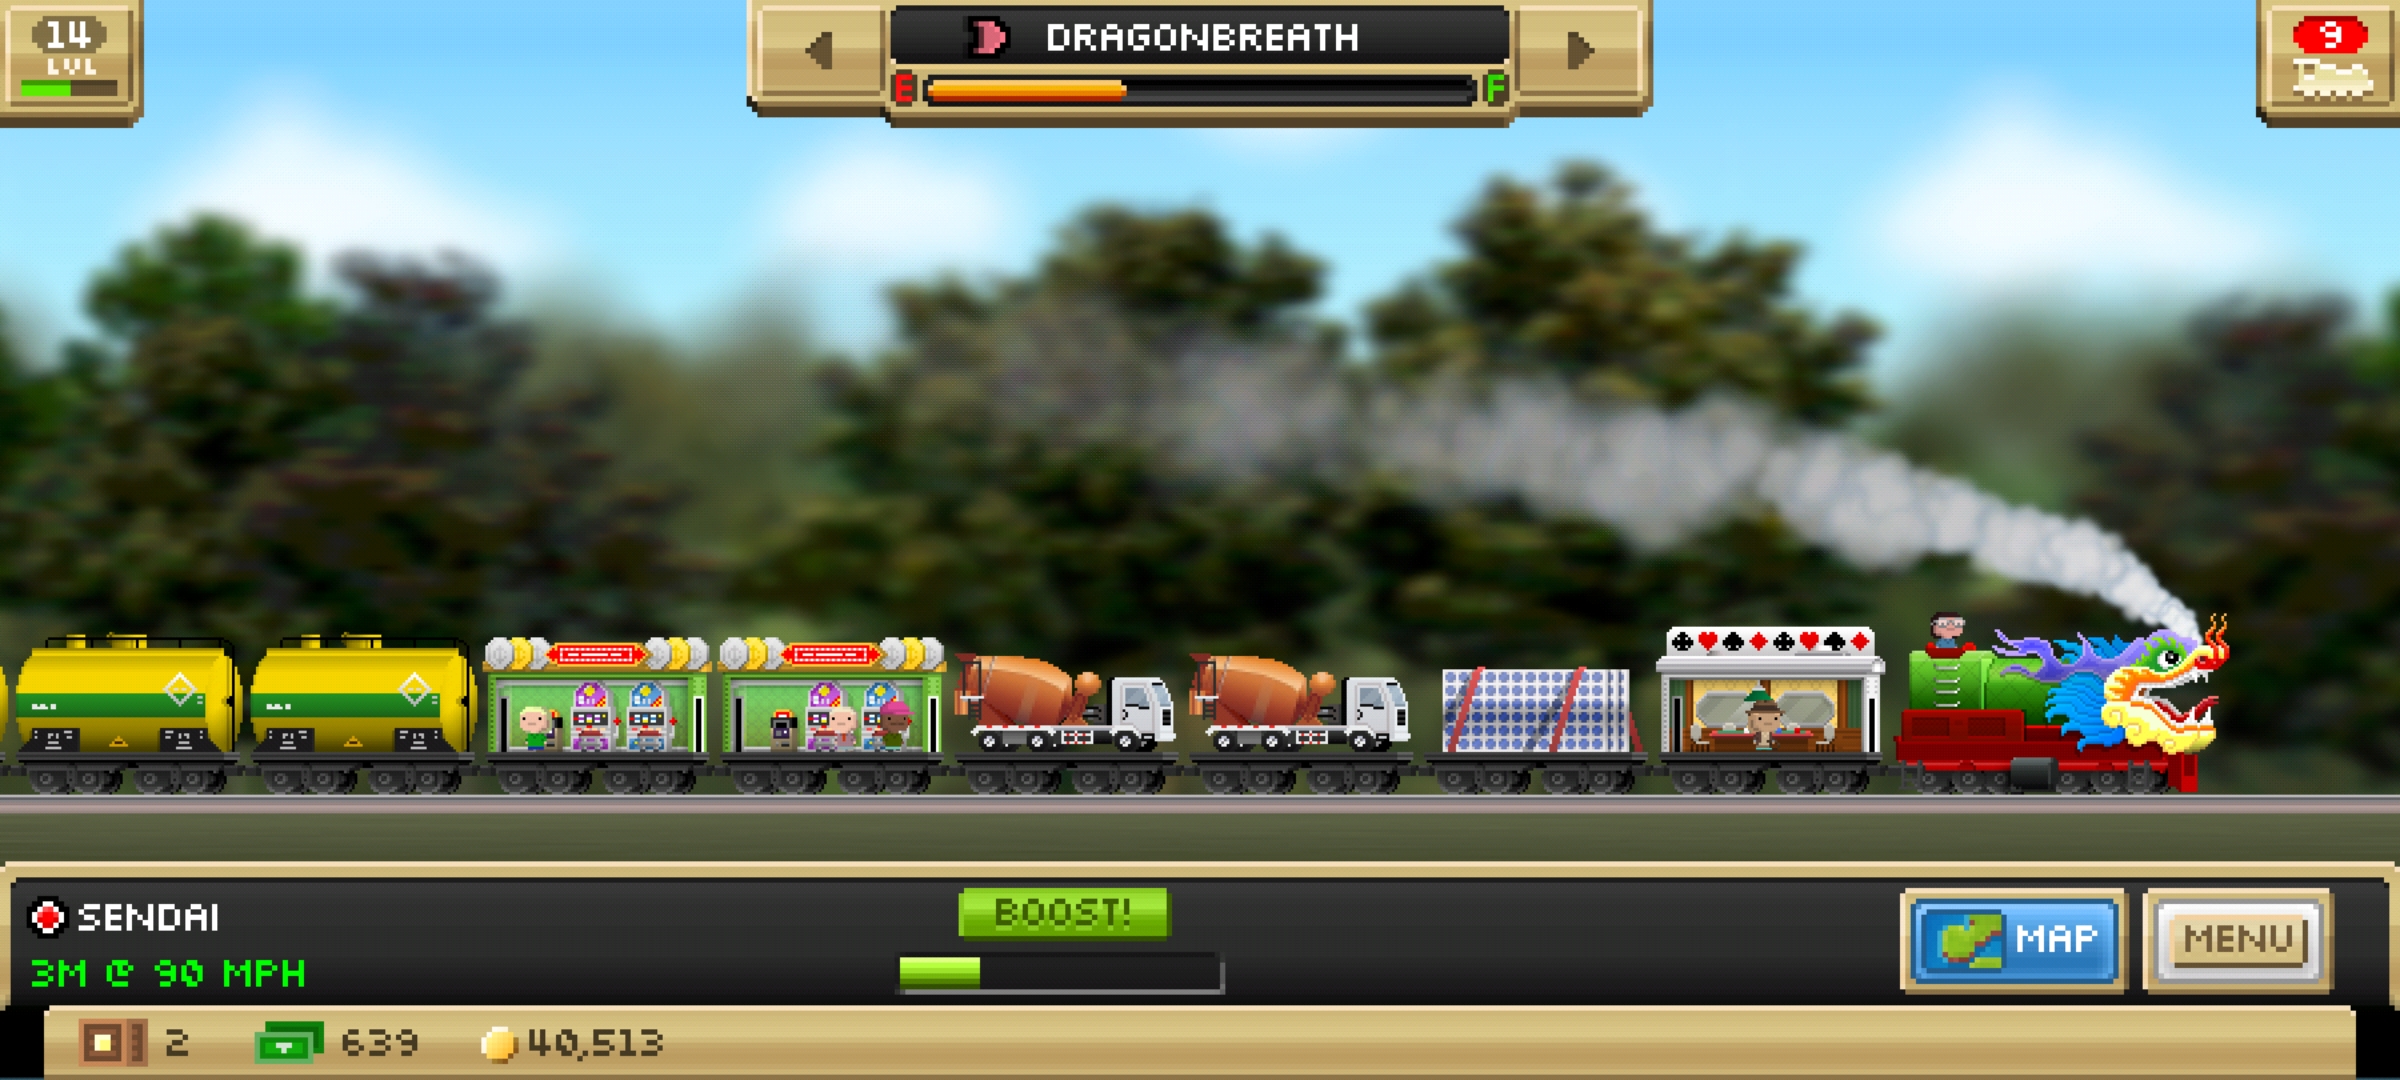 14
LVL
DRAGONBREATH
E F
9
SENDAI
3M @ 90 MPH
BOOST!
MAP
MENU
2
639
40,513